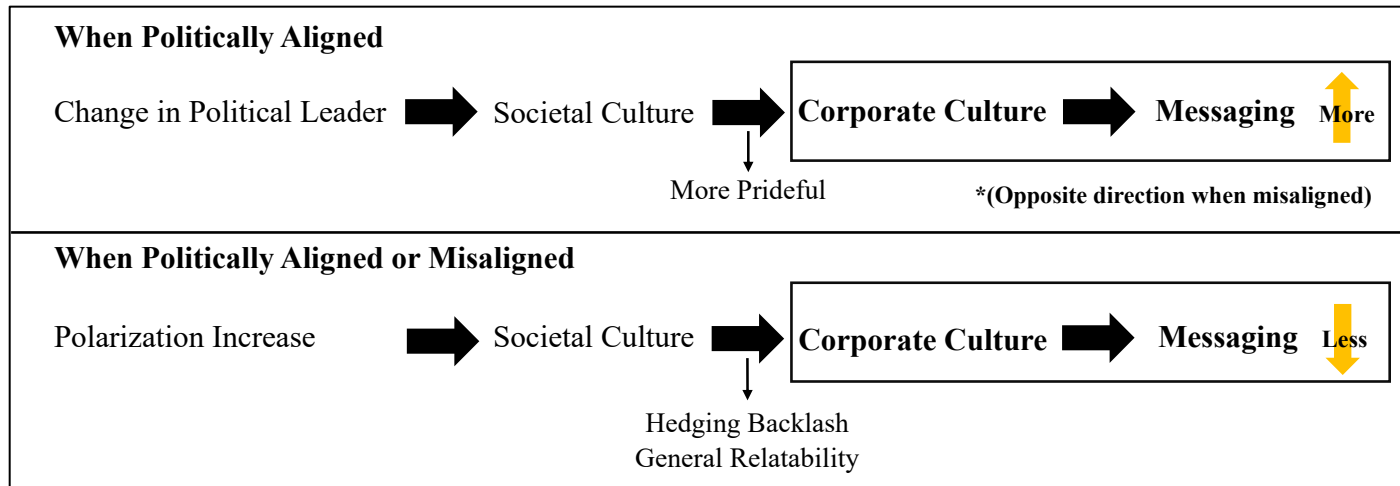 When Politically Aligned
Change in Political Leader Societal Culture Corporate Culture Messaging More
More Prideful
*(Opposite direction when misaligned)
When Politically Aligned or Misaligned
Polarization Increase Societal Culture Corporate Culture Messaging Less
Hedging Backlash
General Relatability